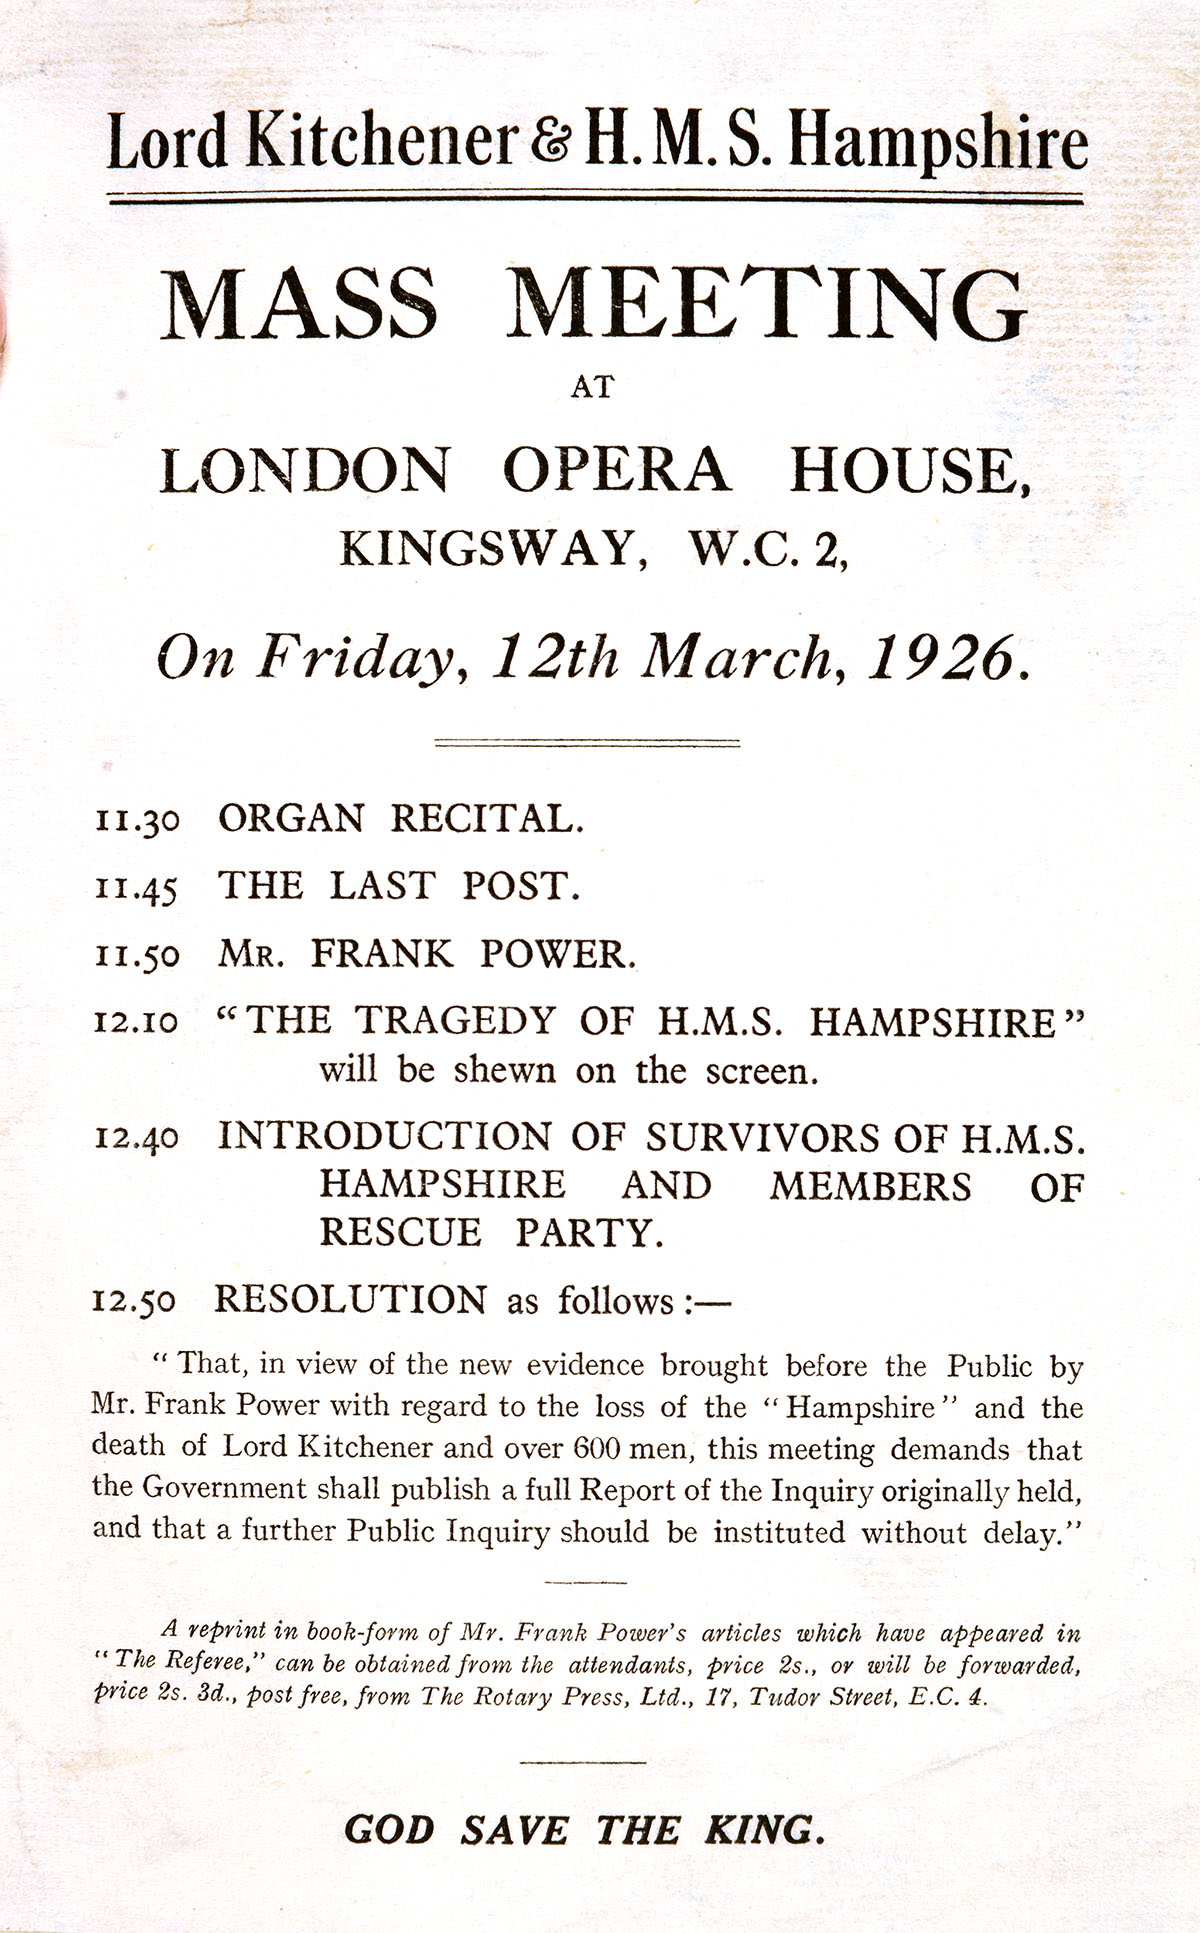 Lord Kitchener & H.M.S. Hampshire
MASS MEETING
AT
LONDON OPERA HOUSE,
KINGSWAY, W.C. 2,
On Friday, 12th March, 1926.
11.30 ORGAN RECITAL.
11.45 THE LAST POST.
11.50 MR. FRANK POWER.
12.10 "THE TRAGEDY OF H.M.S. HAMPSHIRE"
will be shewn on the screen.
12.40 INTRODUCTION OF SURVIVORS OF H.M.S.
HAMPSHIRE AND MEMBERS OF
RESCUE PARTY.
12.50 RESOLUTION as follows :—
"That, in view of the new evidence brought before the Public by
Mr. Frank Power with regard to the loss of the "Hampshire" and the
death of Lord Kitchener and over 600 men, this meeting demands that
the Government shall publish a full Report of the Inquiry originally held,
and that a further Public Inquiry should be instituted without delay."
A reprint in book-form of Mr. Frank Power's articles which have appeared in
"The Referee," can be obtained from the attendants, price 2s., or will be forwarded,
price 2s. 3d., post free, from The Rotary Press, Ltd., 17, Tudor Street, E.C. 4.
GOD SAVE THE KING.